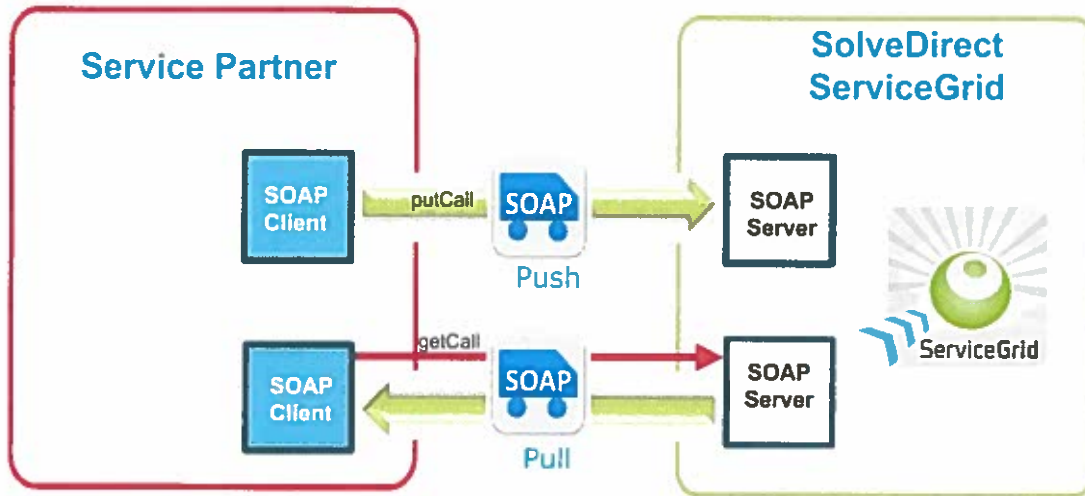 Service Partner
SolveDirect
ServiceGrid
SOAP
Client
putCall
SOAP
Push
SOAP
Server
ServiceGrid
SOAP
Client
getCall
SOAP
Pull
SOAP
Server